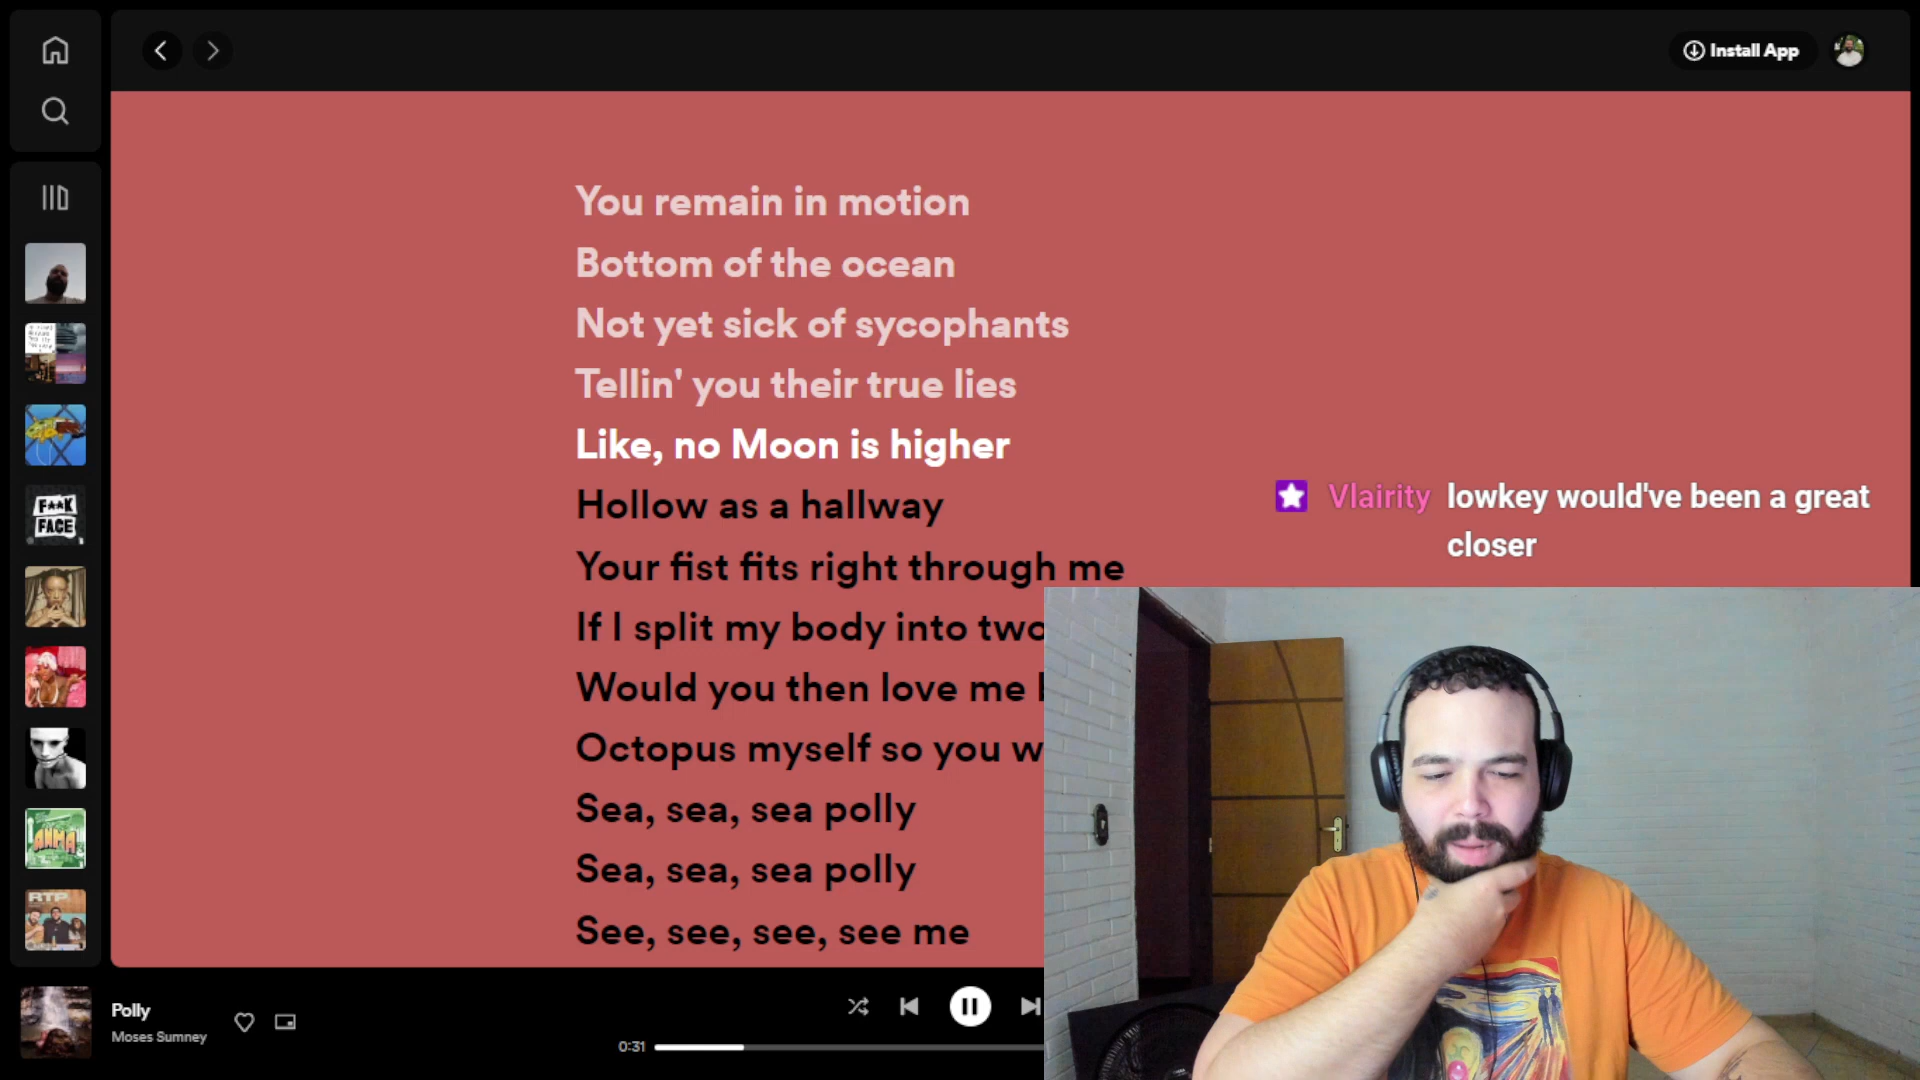 Install App
You remain in motion
Bottom of the ocean
Not yet sick of sycophants
Tellin' you their true lies
Like, no Moon is higher
Hollow as a hallway
Your fist fits right through me
If I split my body into two
Would you then love me
Octopus myself so you
Sea, sea, sea polly
Sea, sea, sea polly
See, see, see, see me
Vlairity lowkey would've been a great
closer
F**K
FACE
ANMA
RTP
Polly
Moses Sumney
0:31